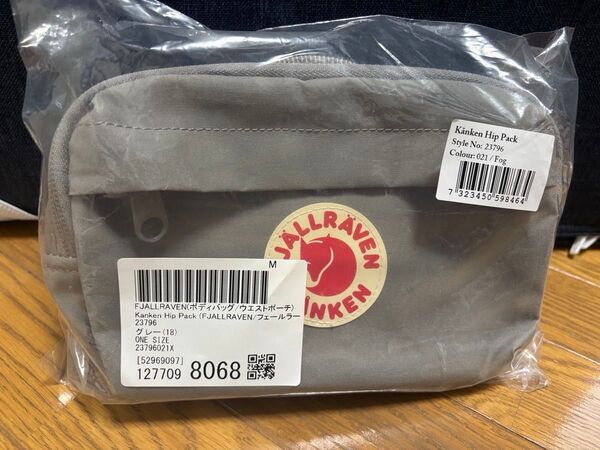 Kånken Hip Pack
Style No: 23796
Colour: 021 / Fog
7 323450 598464
FJÄLLRÄVEN
M
FJALLRAVEN(ボディバッグ/ウエストポーチ)
Kanken Hip Pack (FJALLRAVEN/フェールラー
23796
グレー(18)
ONE SIZE
23796021X
[52969097]
127709 8068